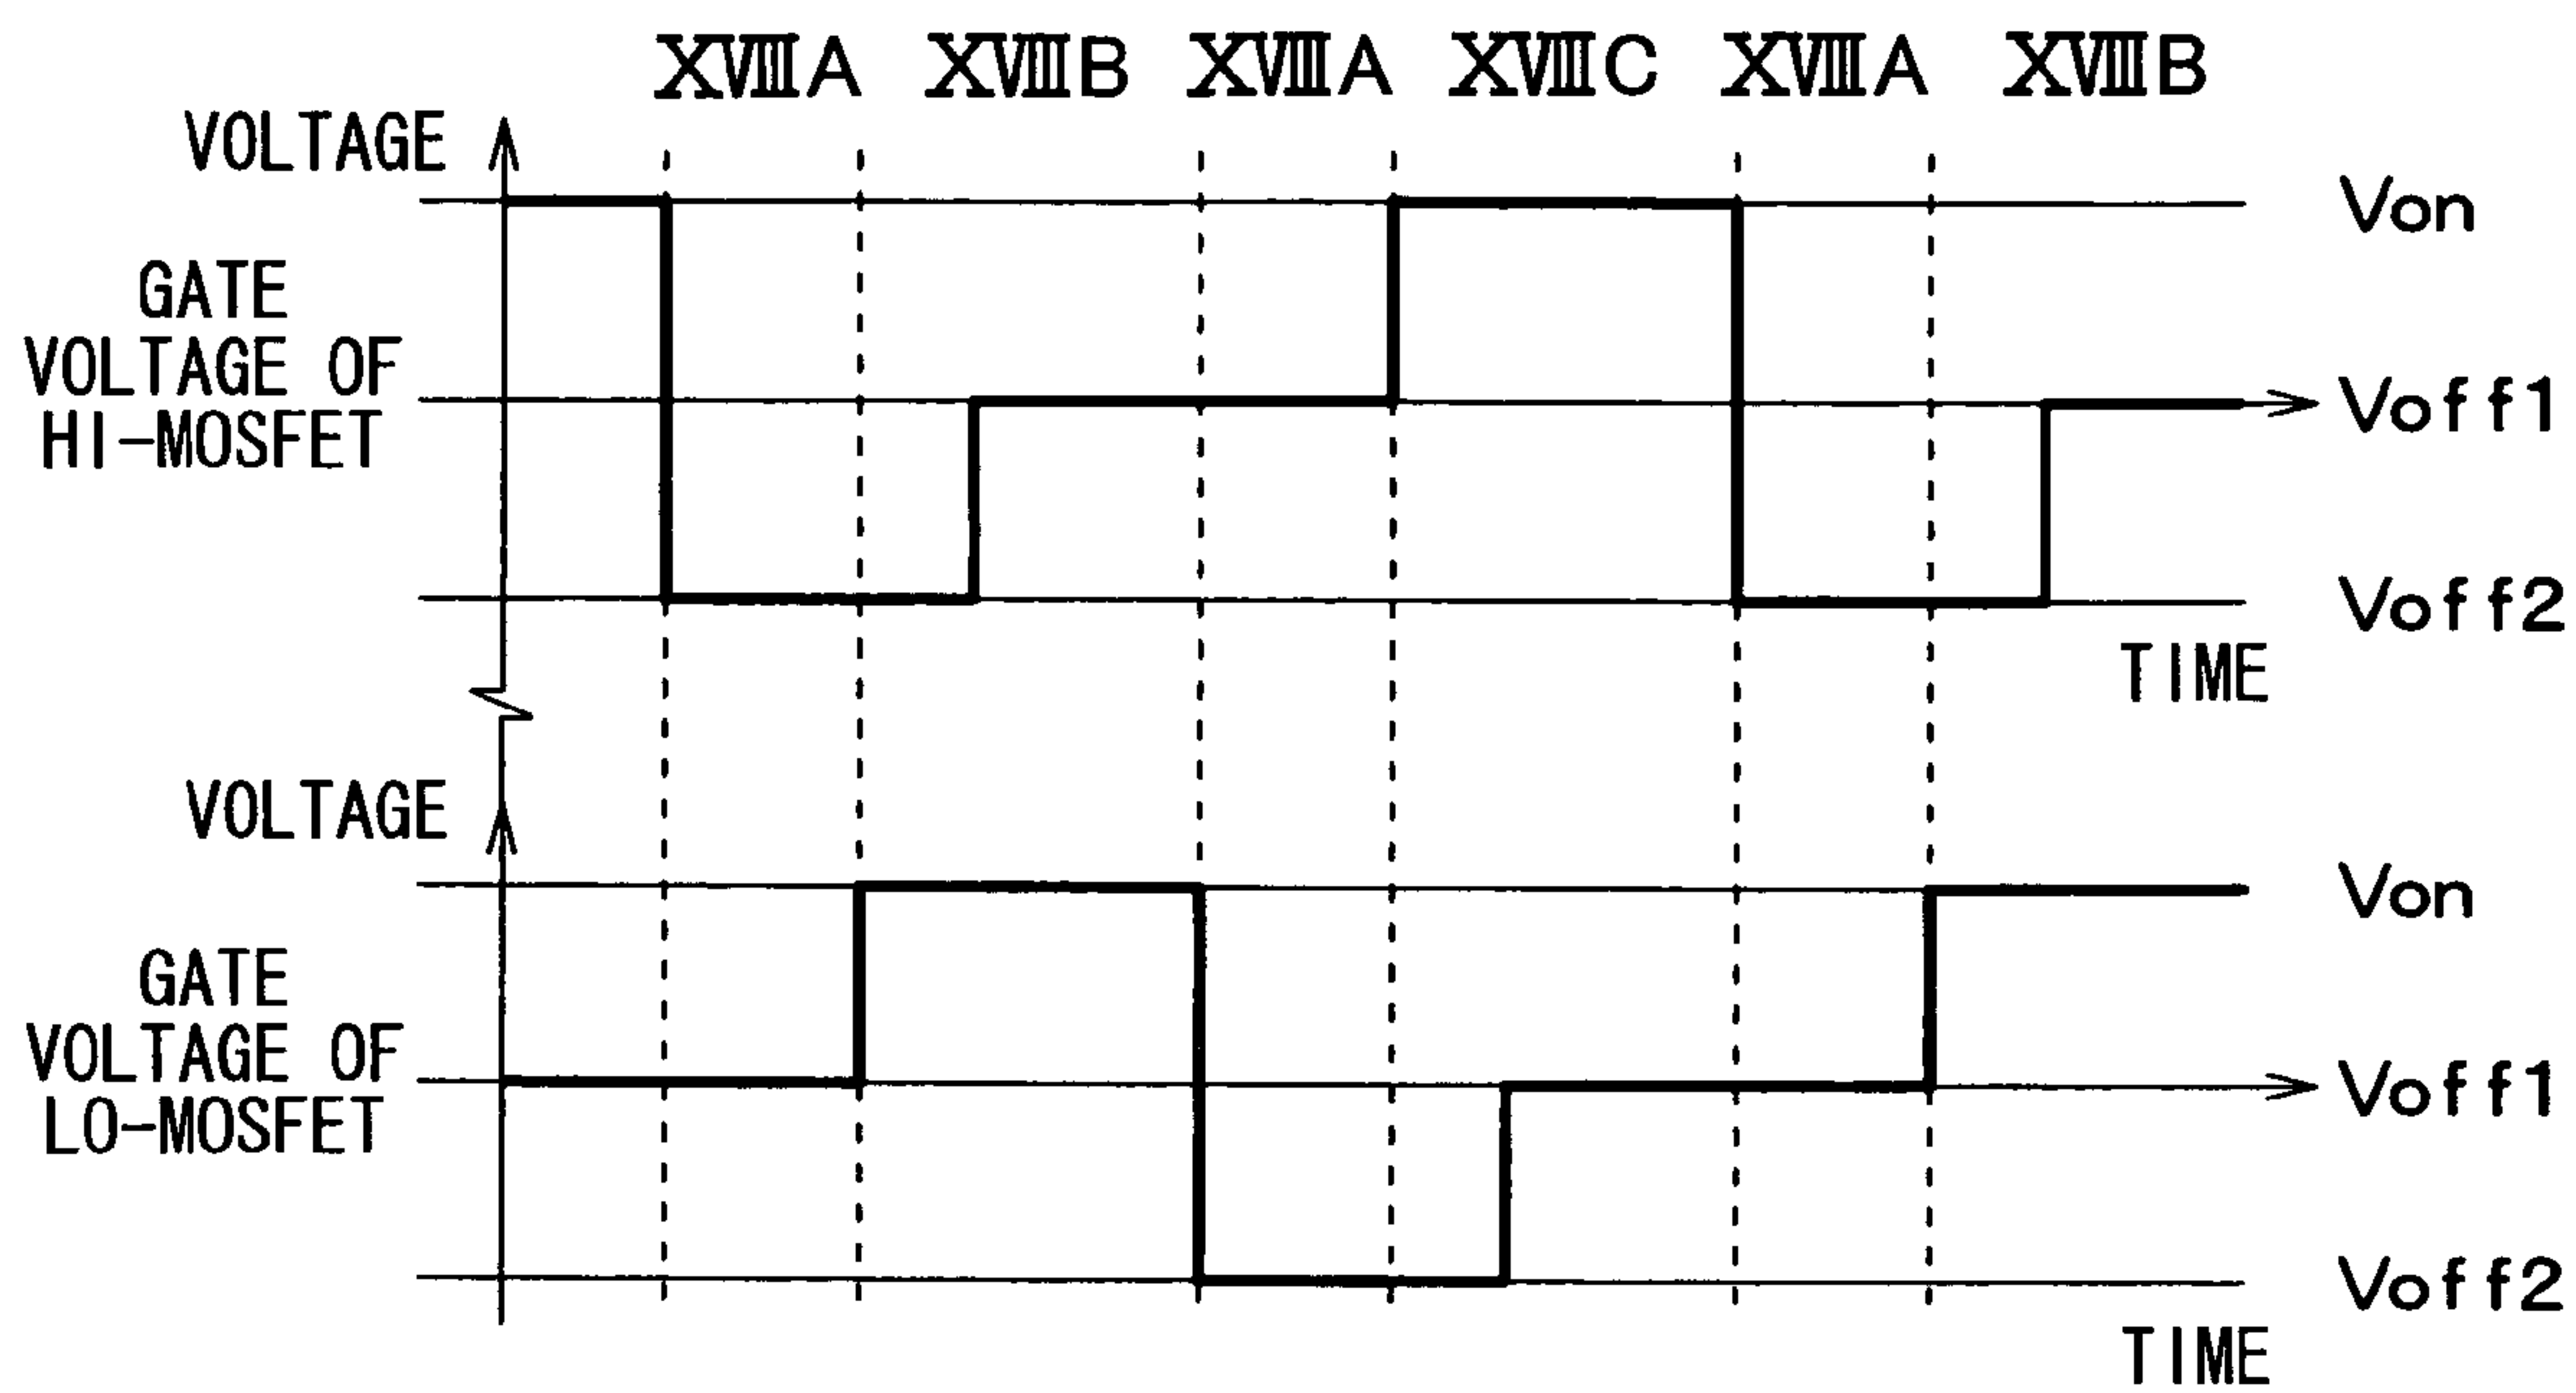 XVIIIA XVIIIB XVIIIA XVIIIC XVIIIA XVIIIB
VOLTAGE
Von
GATE
VOLTAGE OF
HI-MOSFET
Voff1
Voff2
TIME
VOLTAGE
Von
GATE
VOLTAGE OF
LO-MOSFET
Voff1
Voff2
TIME